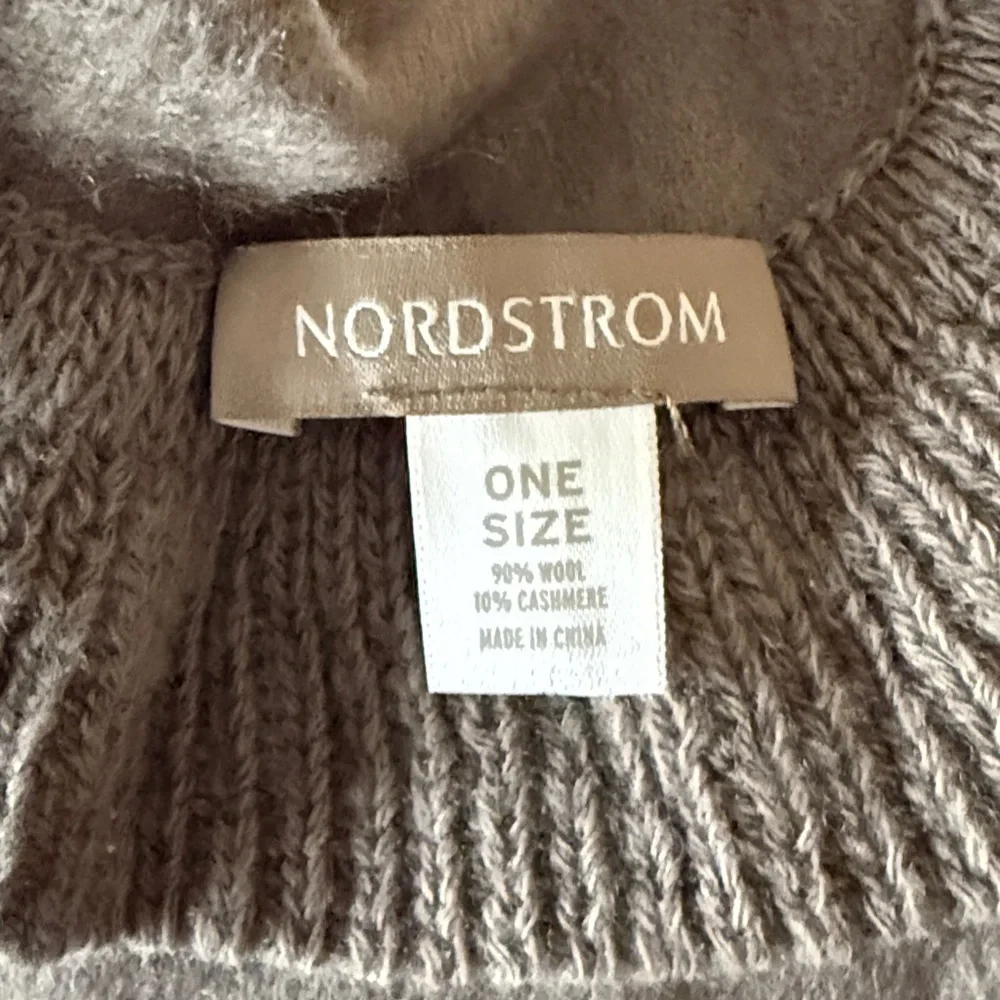 NORDSTROM
ONE
SIZE
90% WOOL
10% CASHMERE
MADE IN CHINA